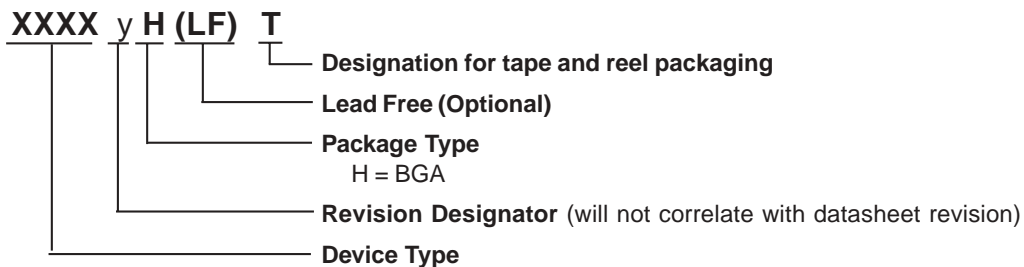 XXXX y H (LF) T
Designation for tape and reel packaging
Lead Free (Optional)
Package Type
H = BGA
Revision Designator (will not correlate with datasheet revision)
Device Type